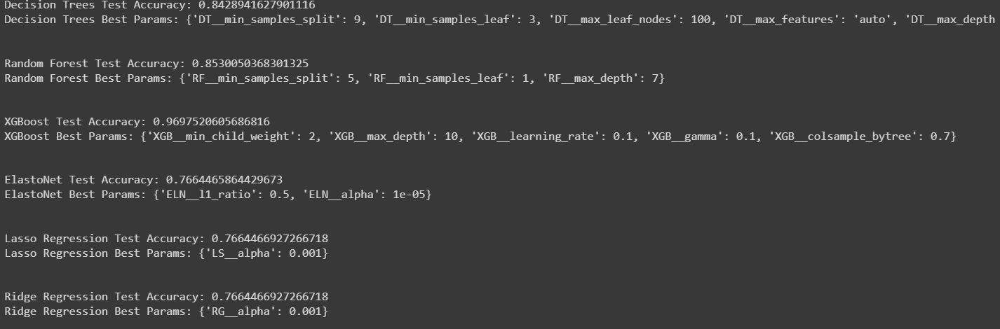 Decision Trees Test Accuracy: 0.8428941627901116
Decision Trees Best Params: {'DT__min_samples_split': 9, 'DT__min_samples_leaf': 3, 'DT__max_leaf_nodes': 100, 'DT__max_features': 'auto', 'DT__max_depth
Random Forest Test Accuracy: 0.8530050368301325
Random Forest Best Params: {'RF__min_samples_split': 5, 'RF__min_samples_leaf': 1, 'RF__max_depth': 7}
XGBoost Test Accuracy: 0.9697520605686816
XGBoost Best Params: {'XGB__min_child_weight': 2, 'XGB__max_depth': 10, 'XGB__learning_rate': 0.1, 'XGB__gamma': 0.1, 'XGB__colsample_bytree': 0.7}
ElastoNet Test Accuracy: 0.7664465864429673
ElastoNet Best Params: {'ELN__l1_ratio': 0.5, 'ELN__alpha': 1e-05}
Lasso Regression Test Accuracy: 0.7664466927266718
Lasso Regression Best Params: {'LS__alpha': 0.001}
Ridge Regression Test Accuracy: 0.7664466927266718
Ridge Regression Best Params: {'RG__alpha': 0.001}